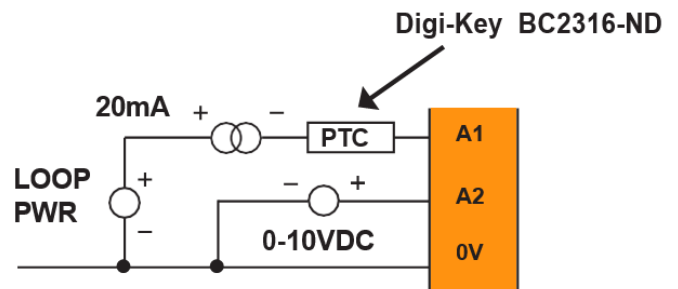 Digi-Key BC2316-ND
20mA
+
−
PTC
A1
LOOP
PWR
+
−
−
+
A2
0-10VDC
0V